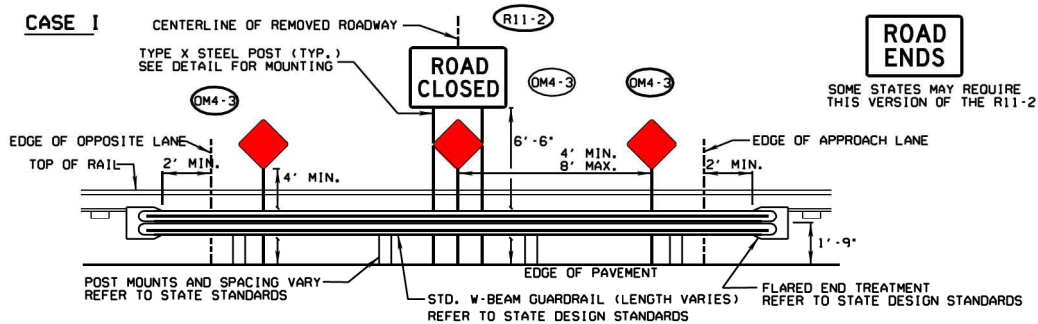 CASE I
CENTERLINE OF REMOVED ROADWAY
R11-2
TYPE X STEEL POST (TYP.)
SEE DETAIL FOR MOUNTING
ROAD
CLOSED
ROAD
ENDS
SOME STATES MAY REQUIRE
THIS VERSION OF THE R11-2
OM4-3
OM4-3
OM4-3
EDGE OF OPPOSITE LANE
TOP OF RAIL
2' MIN.
4' MIN.
6'-6"
4' MIN.
8' MAX.
EDGE OF APPROACH LANE
2' MIN.
1'-9"
EDGE OF PAVEMENT
POST MOUNTS AND SPACING VARY
REFER TO STATE STANDARDS
STD. W-BEAM GUARDRAIL (LENGTH VARIES)
REFER TO STATE DESIGN STANDARDS
FLARED END TREATMENT
REFER TO STATE DESIGN STANDARDS